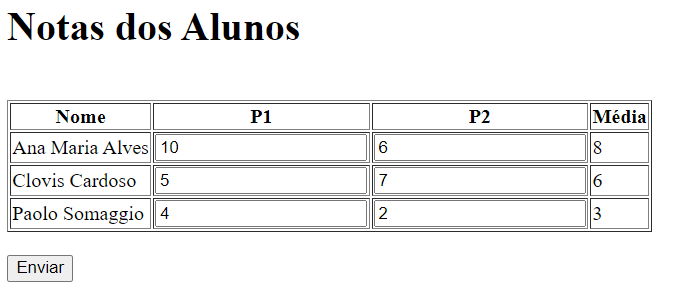 Notas dos Alunos
Nome P1 P2 Média
Ana Maria Alves 10 6 8
Clovis Cardoso 5 7 6
Paolo Somaggio 4 2 3
Enviar